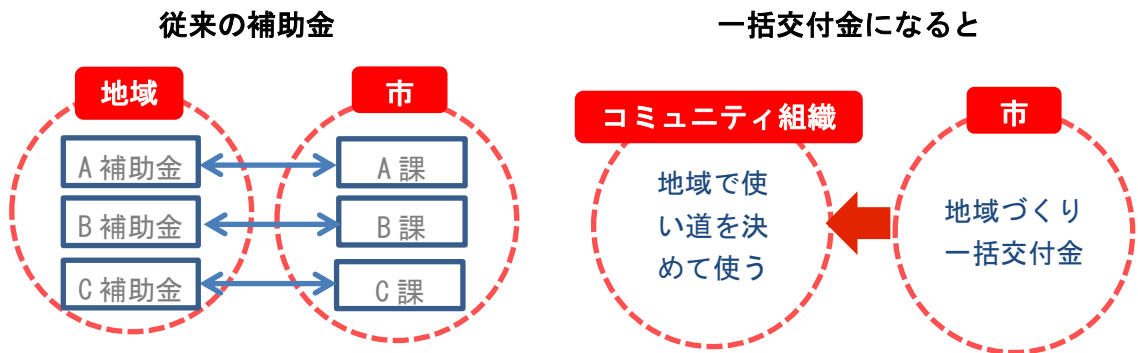 従来の補助金
一括交付金になると
地域
市
A 補助金
A 課
B 補助金
B 課
C 補助金
C 課
コミュニティ組織
市
地域で使
い道を決
めて使う
地域づくり
一括交付金